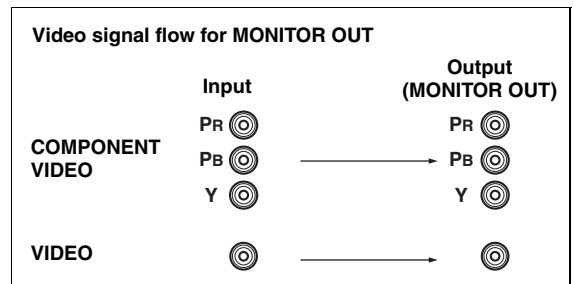 Video signal flow for MONITOR OUT
Input
Output
(MONITOR OUT)
COMPONENT
VIDEO
PR PR
PB PB
Y Y
VIDEO